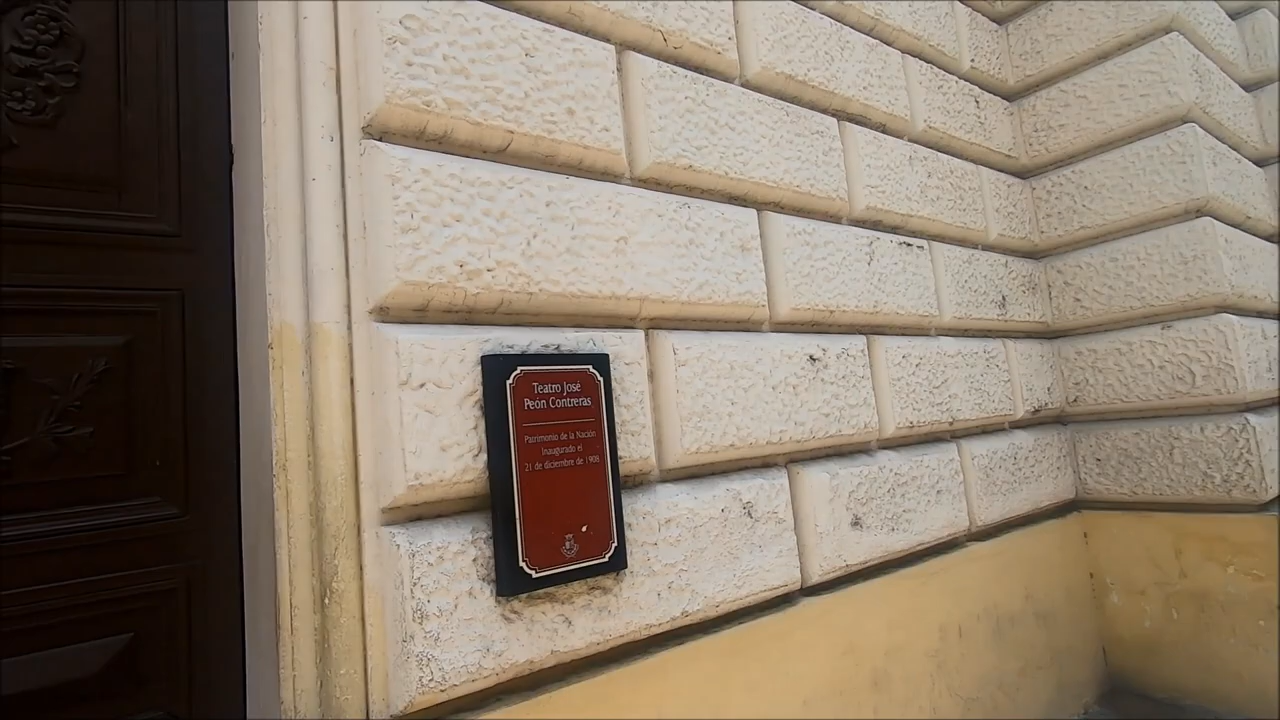 Teatro José
Peón Contreras
Patrimonio de la Nación
Inaugurado el
21 de diciembre de 1908